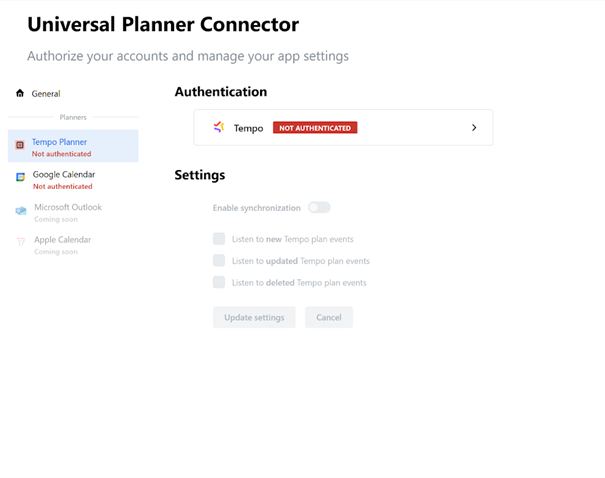 Universal Planner Connector
Authorize your accounts and manage your app settings
General
Planners
Tempo Planner
Not authenticated
Google Calendar
Not authenticated
Microsoft Outlook
Coming soon
Apple Calendar
Coming soon
Authentication
Tempo NOT AUTHENTICATED
Settings
Enable synchronization
Listen to new Tempo plan events
Listen to updated Tempo plan events
Listen to deleted Tempo plan events
Update settings Cancel